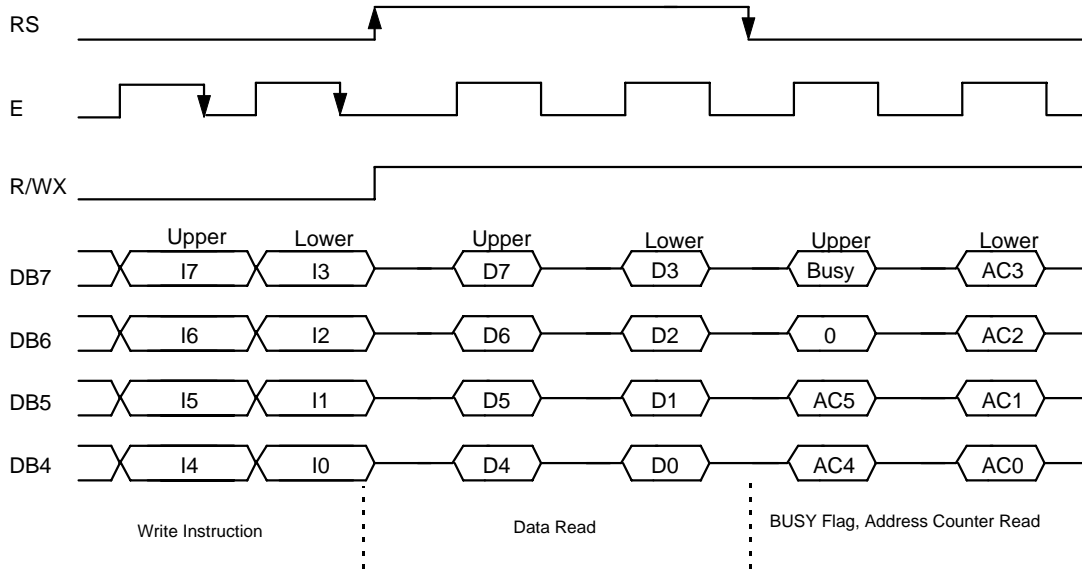 RS
E
R/WX
Upper Lower Upper Lower Upper Lower
DB7 I7 I3 D7 D3 Busy AC3
DB6 I6 I2 D6 D2 0 AC2
DB5 I5 I1 D5 D1 AC5 AC1
DB4 I4 I0 D4 D0 AC4 AC0
Write Instruction Data Read BUSY Flag, Address Counter Read